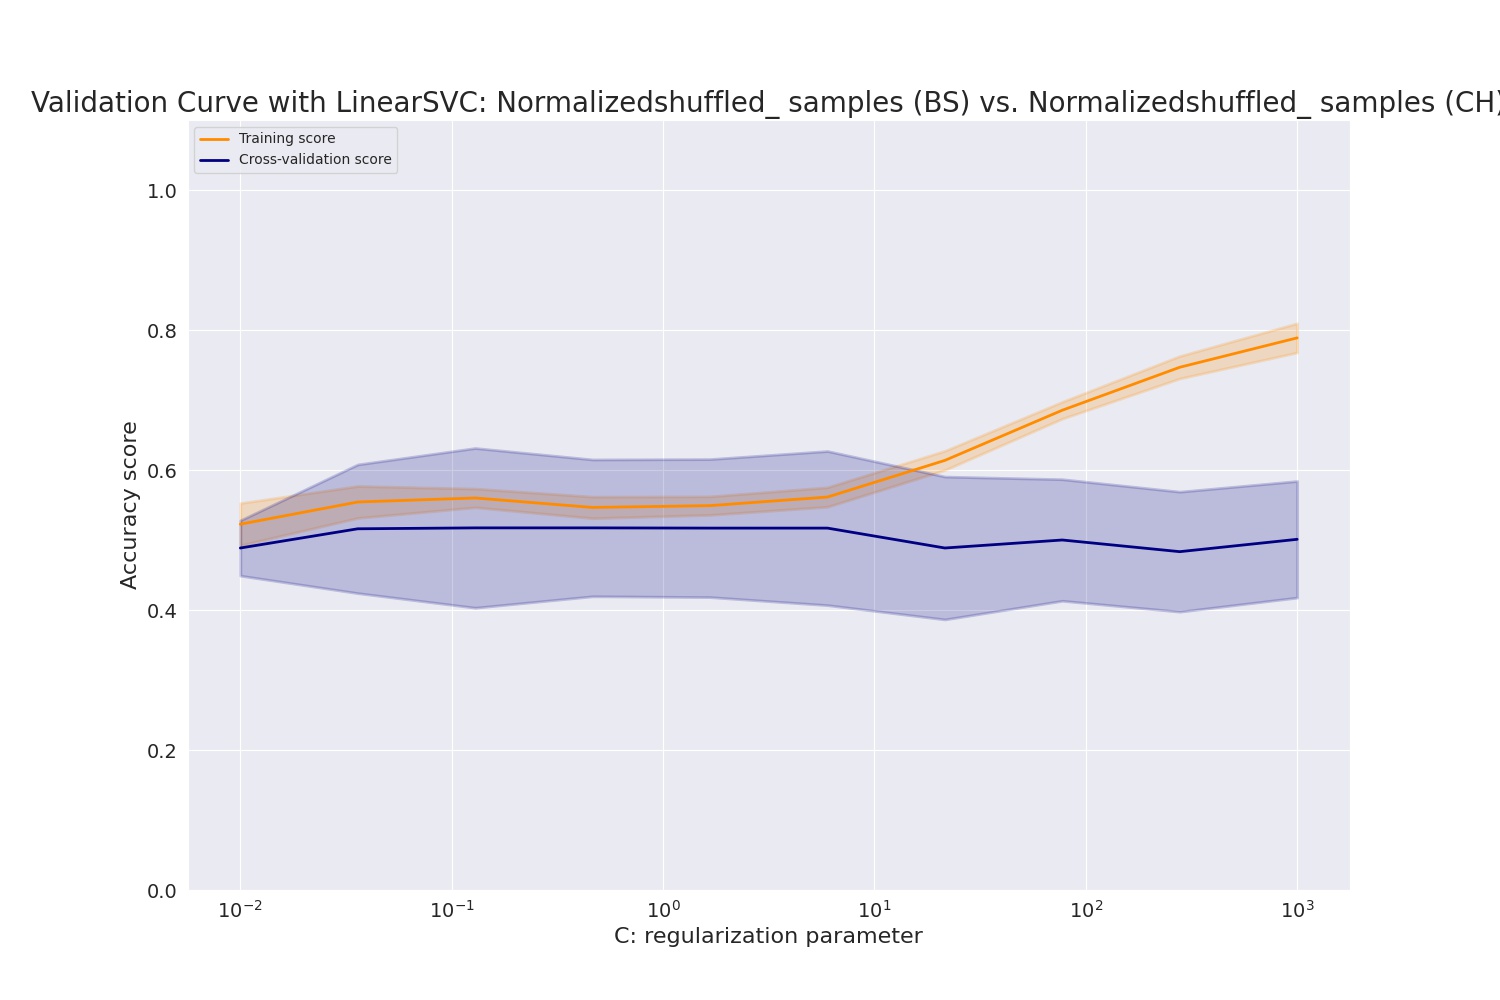 Validation Curve with LinearSVC: Normalizedshuffled_ samples (BS) vs. Normalizedshuffled_ samples (CH)
Training score
Cross-validation score
1.0
0.8
0.6
0.4
0.2
0.0
Accuracy score
10⁻² 10⁻¹ 10⁰ 10¹ 10² 10³
C: regularization parameter